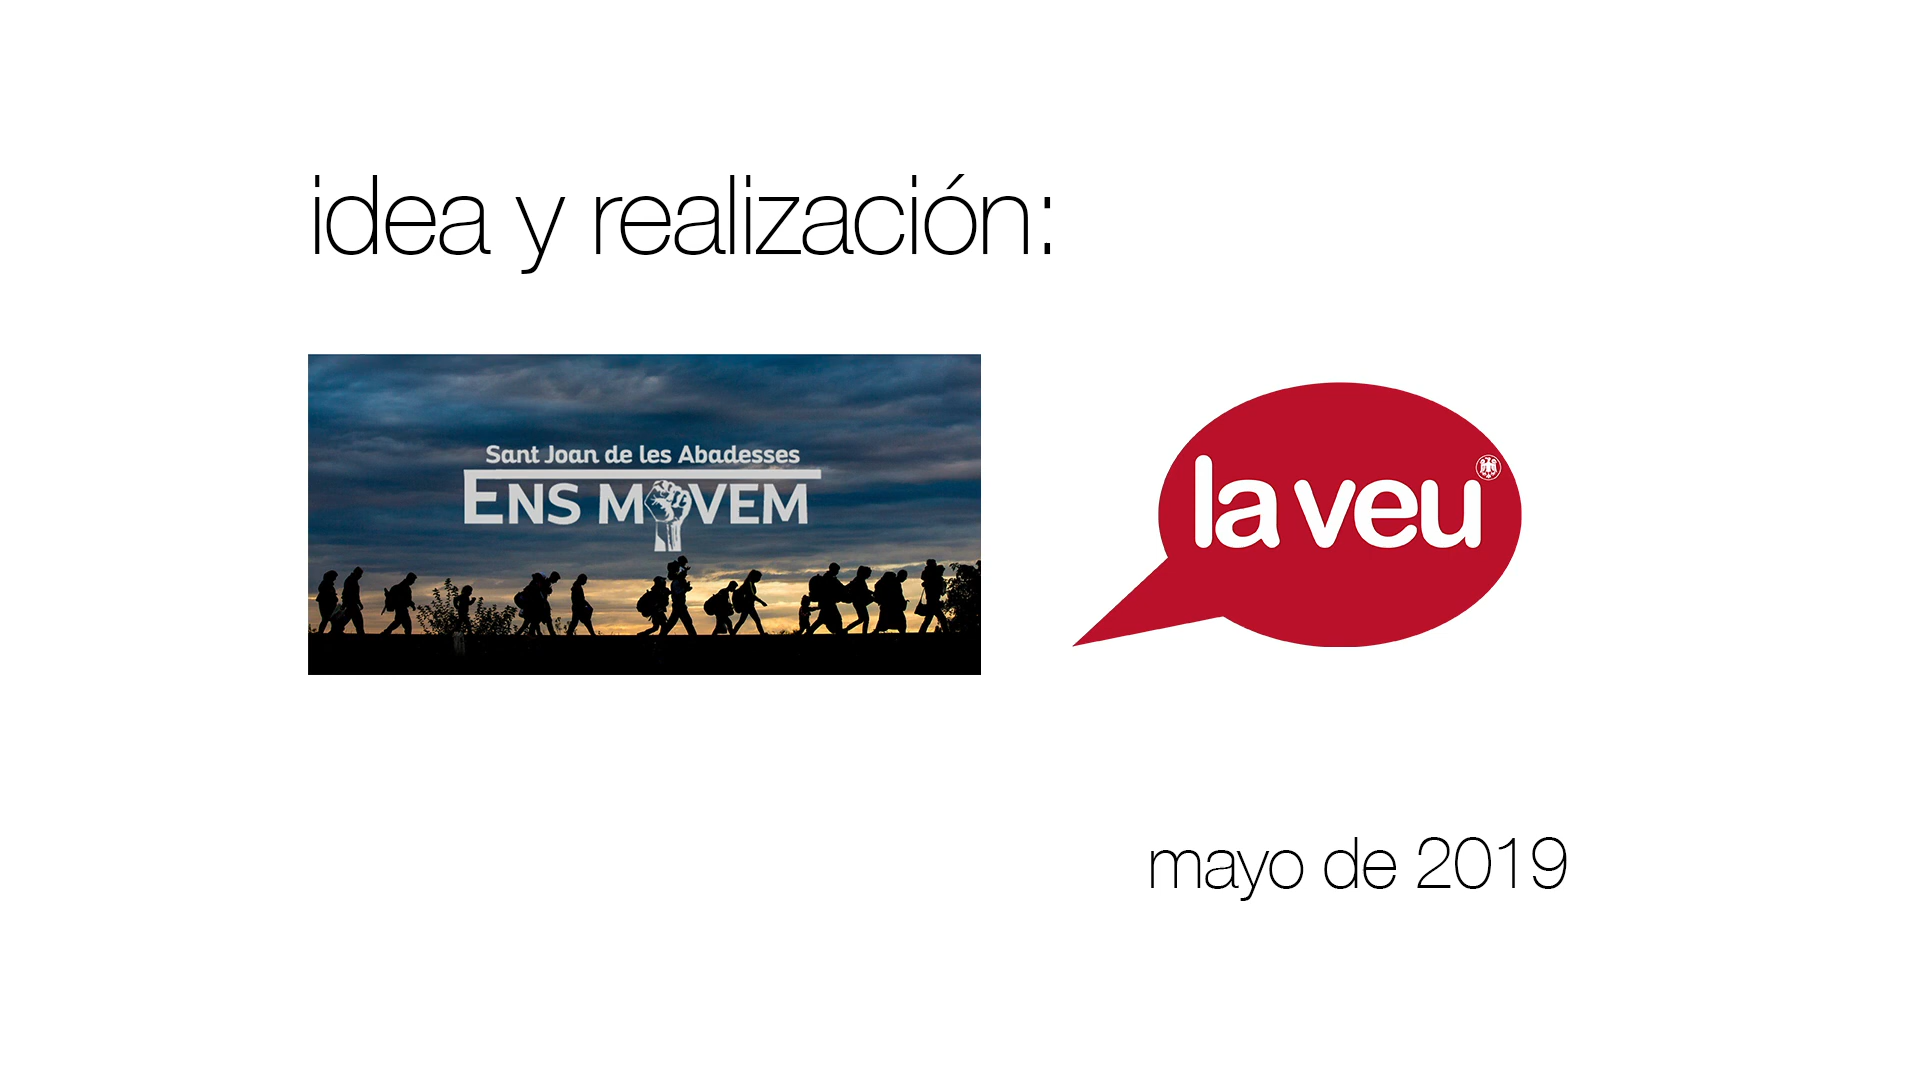 idea y realización:
Sant Joan de les Abadesses
ENS MOVEM
la veu
mayo de 2019